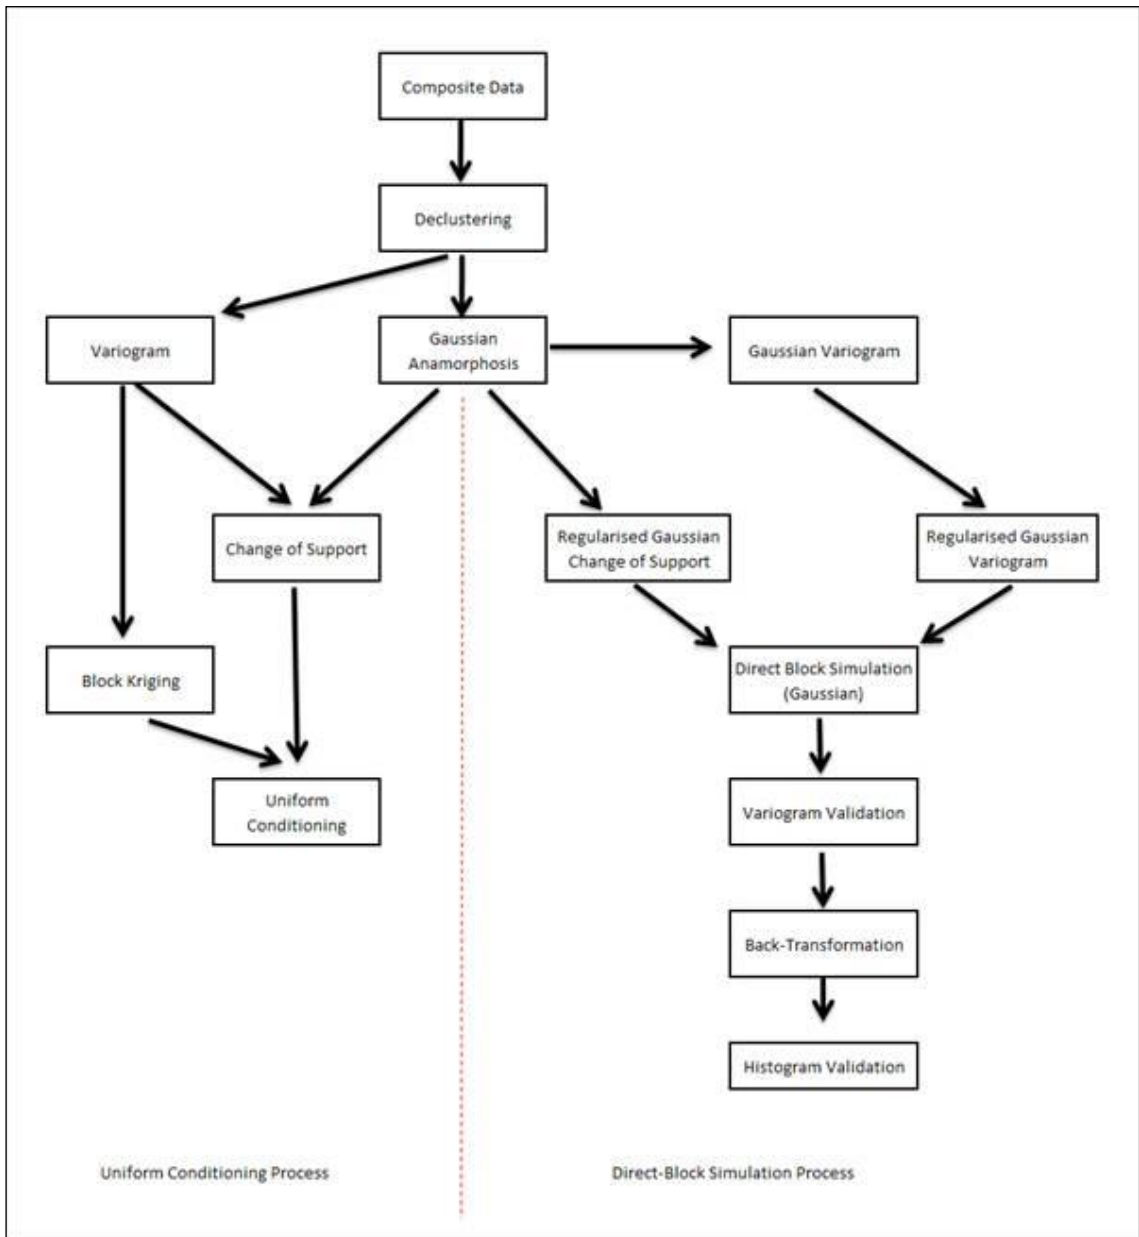 Composite Data
Declustering
Variogram
Gaussian
Anamorphosis
Gaussian Variogram
Change of Support
Regularised Gaussian
Change of Support
Regularised Gaussian
Variogram
Block Kriging
Direct Block Simulation
(Gaussian)
Uniform
Conditioning
Variogram Validation
Back-Transformation
Histogram Validation
Uniform Conditioning Process
Direct-Block Simulation Process